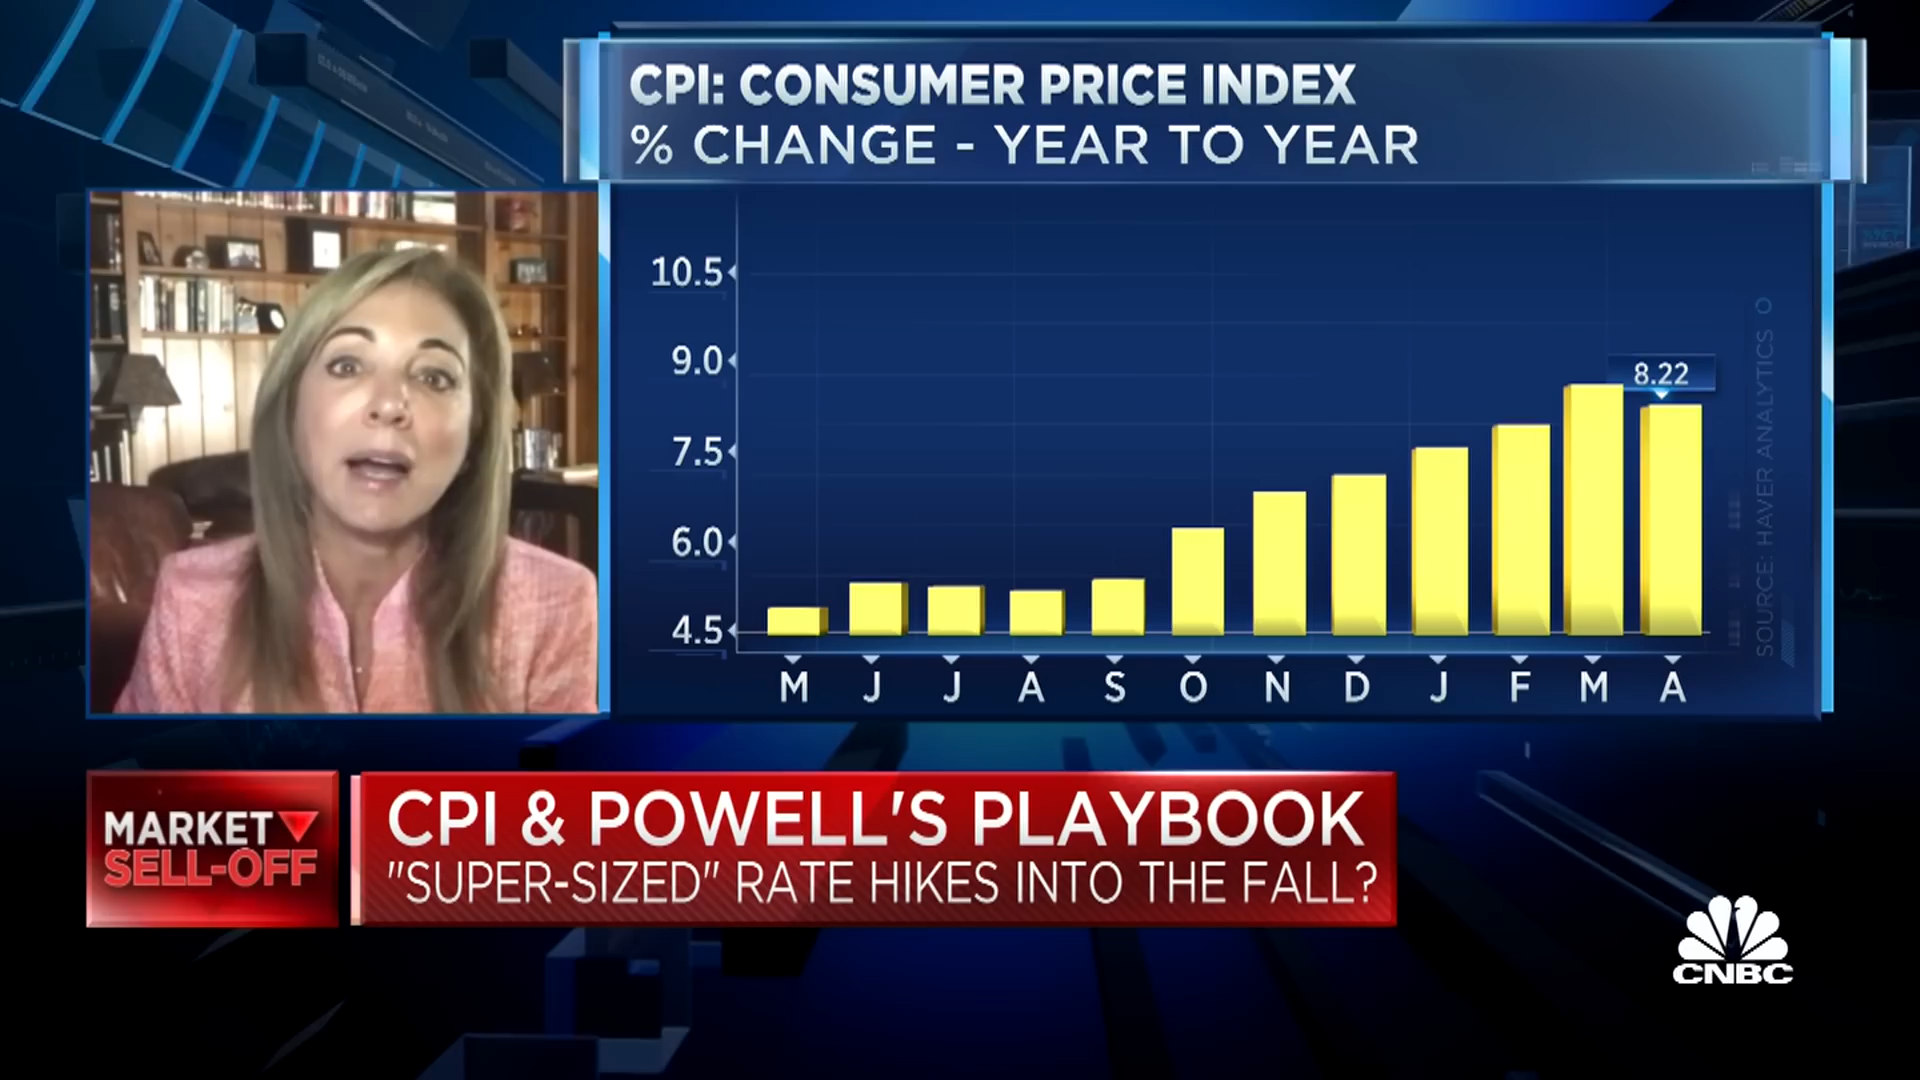 CPI: CONSUMER PRICE INDEX
% CHANGE - YEAR TO YEAR
10.5
9.0
7.5
6.0
4.5
8.22
M J J A S O N D J F M A
SOURCE: HAVER ANALYTICS
MARKET
SELL-OFF
CPI & POWELL'S PLAYBOOK
"SUPER-SIZED" RATE HIKES INTO THE FALL?
CNBC